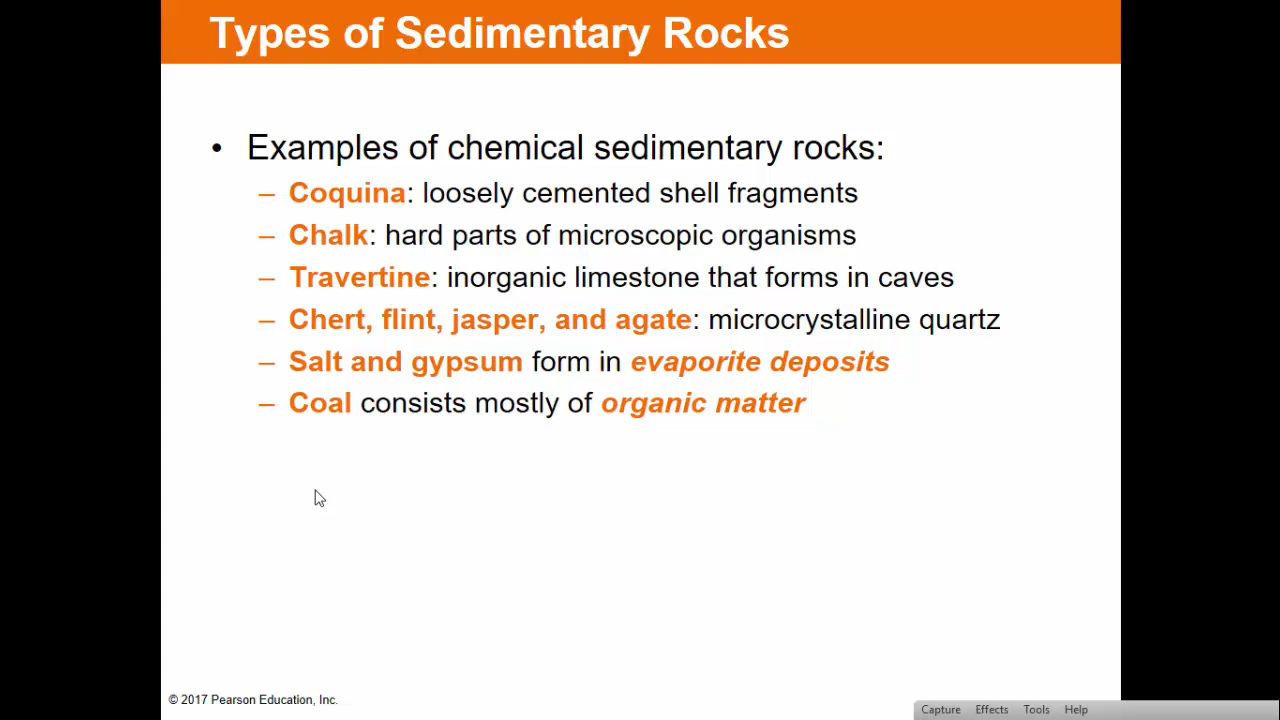 Types of Sedimentary Rocks
• Examples of chemical sedimentary rocks:
– Coquina: loosely cemented shell fragments
– Chalk: hard parts of microscopic organisms
– Travertine: inorganic limestone that forms in caves
– Chert, flint, jasper, and agate: microcrystalline quartz
– Salt and gypsum form in evaporite deposits
– Coal consists mostly of organic matter
© 2017 Pearson Education, Inc.
Capture Effects Tools Help